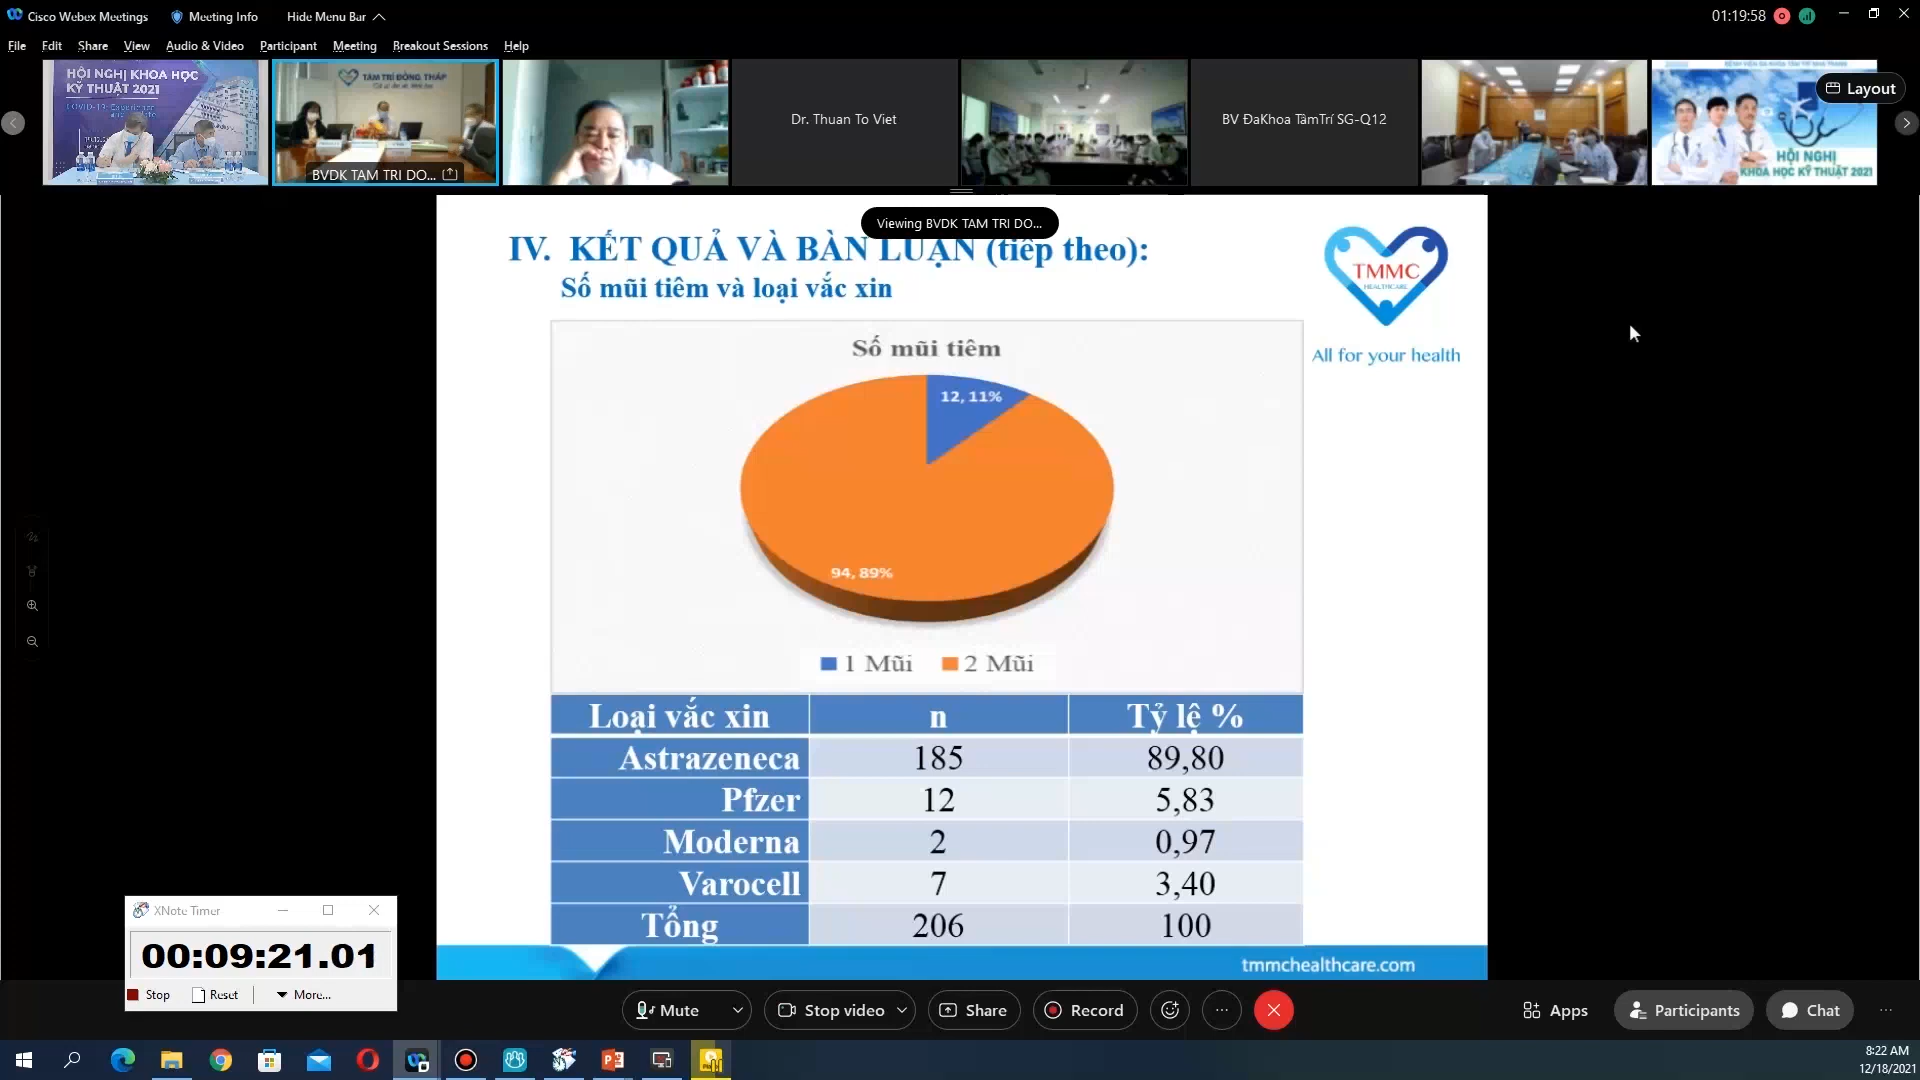 Cisco Webex Meetings
Meeting Info
Hide Menu Bar
01:19:58
File Edit Share View Audio & Video Participant Meeting Breakout Sessions Help
HỘI NGHỊ KHOA HỌC
KỸ THUẬT 2021
TÂM TRÍ ĐỒNG THÁP
BVDK TAM TRI DO...
Dr. Thuan To Viet
BV ĐaKhoa TâmTrí SG-Q12
HỘI NGHỊ
KHOA HỌC KỸ THUẬT 2021
Layout
Viewing BVDK TAM TRI DO...
IV. KẾT QUẢ VÀ BÀN LUẬN (tiếp theo):
Số mũi tiêm và loại vắc xin
TMMC
HEALTHCARE
All for your health
Số mũi tiêm
12, 11%
94, 89%
1 Mũi 2 Mũi
Loại vắc xin n Tỷ lệ %
Astrazeneca 185 89,80
Pfzer 12 5,83
Moderna 2 0,97
Varocell 7 3,40
Tổng 206 100
tmmchealthcare.com
XNote Timer
00:09:21.01
Stop Reset More...
Mute Stop video Share Record Apps Participants Chat
8:22 AM
12/18/2021